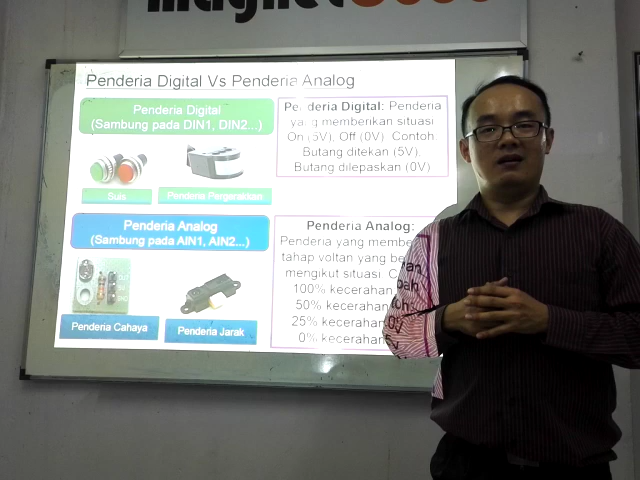 Penderia Digital Vs Penderia Analog
Penderia Digital
(Sambung pada DIN1, DIN2...)
Suis
Penderia Pergerakkan
Penderia Digital: Penderia
yang memberikan situasi
On (5V), Off (0V). Contoh:
Butang ditekan (5V),
Butang dilepaskan (0V)
Penderia Analog
(Sambung pada AIN1, AIN2...)
Penderia Cahaya
Penderia Jarak
Penderia Analog:
Penderia yang
tahap voltan yang
mengikut situasi.
100% kecerahan
50% kecerahan
25% kecerahan
0% kecerahan